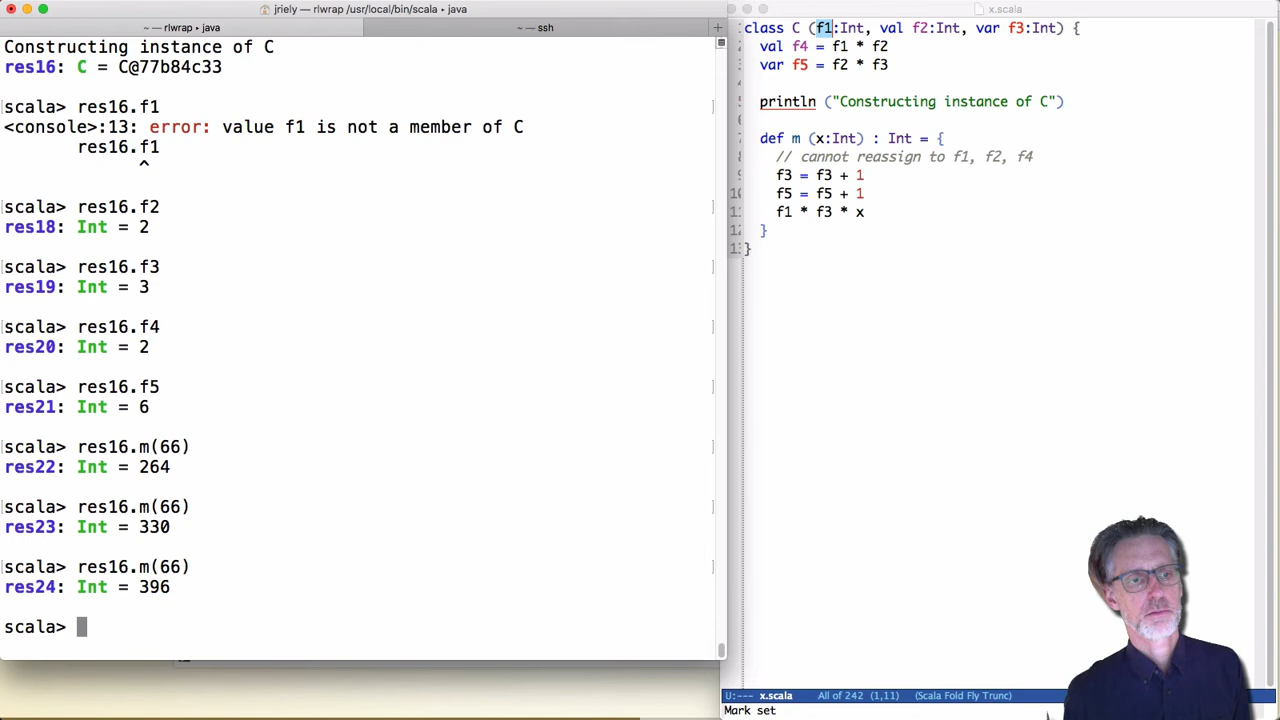 jriely — rlwrap /usr/local/bin/scala ▸ java
~ — rlwrap ▸ java
~ — ssh
+
Constructing instance of C
res16: C = C@77b84c33
scala> res16.f1
<console>:13: error: value f1 is not a member of C
res16.f1
^
scala> res16.f2
res18: Int = 2
scala> res16.f3
res19: Int = 3
scala> res16.f4
res20: Int = 2
scala> res16.f5
res21: Int = 6
scala> res16.m(66)
res22: Int = 264
scala> res16.m(66)
res23: Int = 330
scala> res16.m(66)
res24: Int = 396
scala>
x.scala
class C (f1:Int, val f2:Int, var f3:Int) {
val f4 = f1 * f2
var f5 = f2 * f3
println ("Constructing instance of C")
def m (x:Int) : Int = {
// cannot reassign to f1, f2, f4
f3 = f3 + 1
f5 = f5 + 1
f1 * f3 * x
}
}
U:--- x.scala All of 242 (1,11) (Scala Fold Fly Trunc)
Mark set